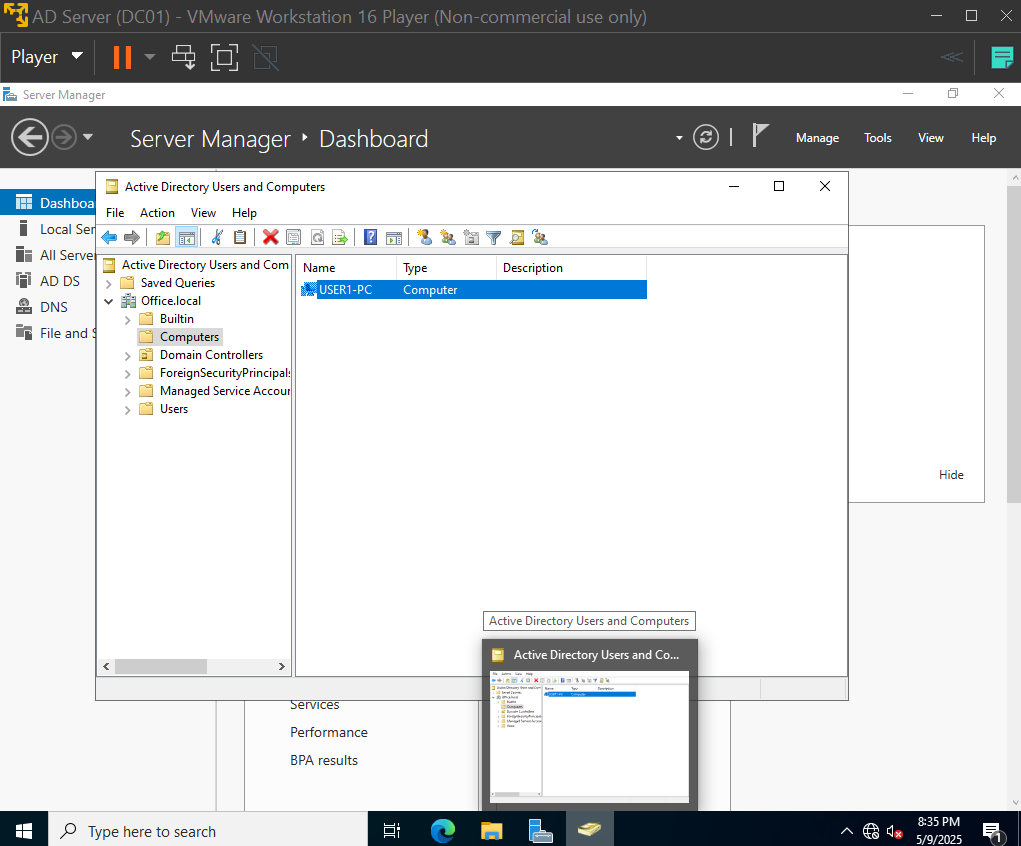 AD Server (DC01) - VMware Workstation 16 Player (Non-commercial use only)
Player
Server Manager
Server Manager ‣ Dashboard
Manage Tools View Help
Dashboa
Local Ser
All Server
AD DS
DNS
File and S
Active Directory Users and Computers
File Action View Help
Active Directory Users and Com
Saved Queries
Office.local
Builtin
Computers
Domain Controllers
ForeignSecurityPrincipals
Managed Service Accoun
Users
Name Type Description
USER1-PC Computer
Hide
Active Directory Users and Computers
Active Directory Users and Co...
Services
Performance
BPA results
Type here to search
8:35 PM
5/9/2025
1